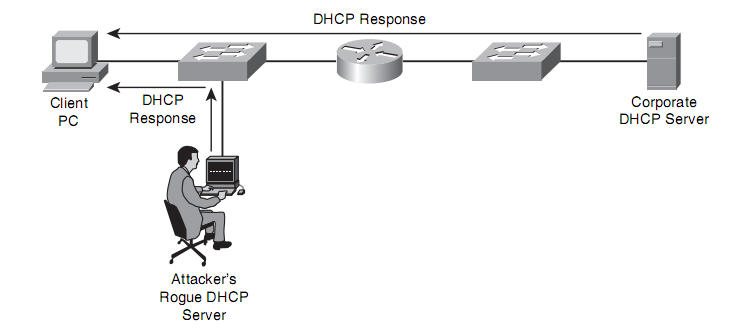 DHCP Response
Client
PC
DHCP
Response
Corporate
DHCP Server
Attacker's
Rogue DHCP
Server